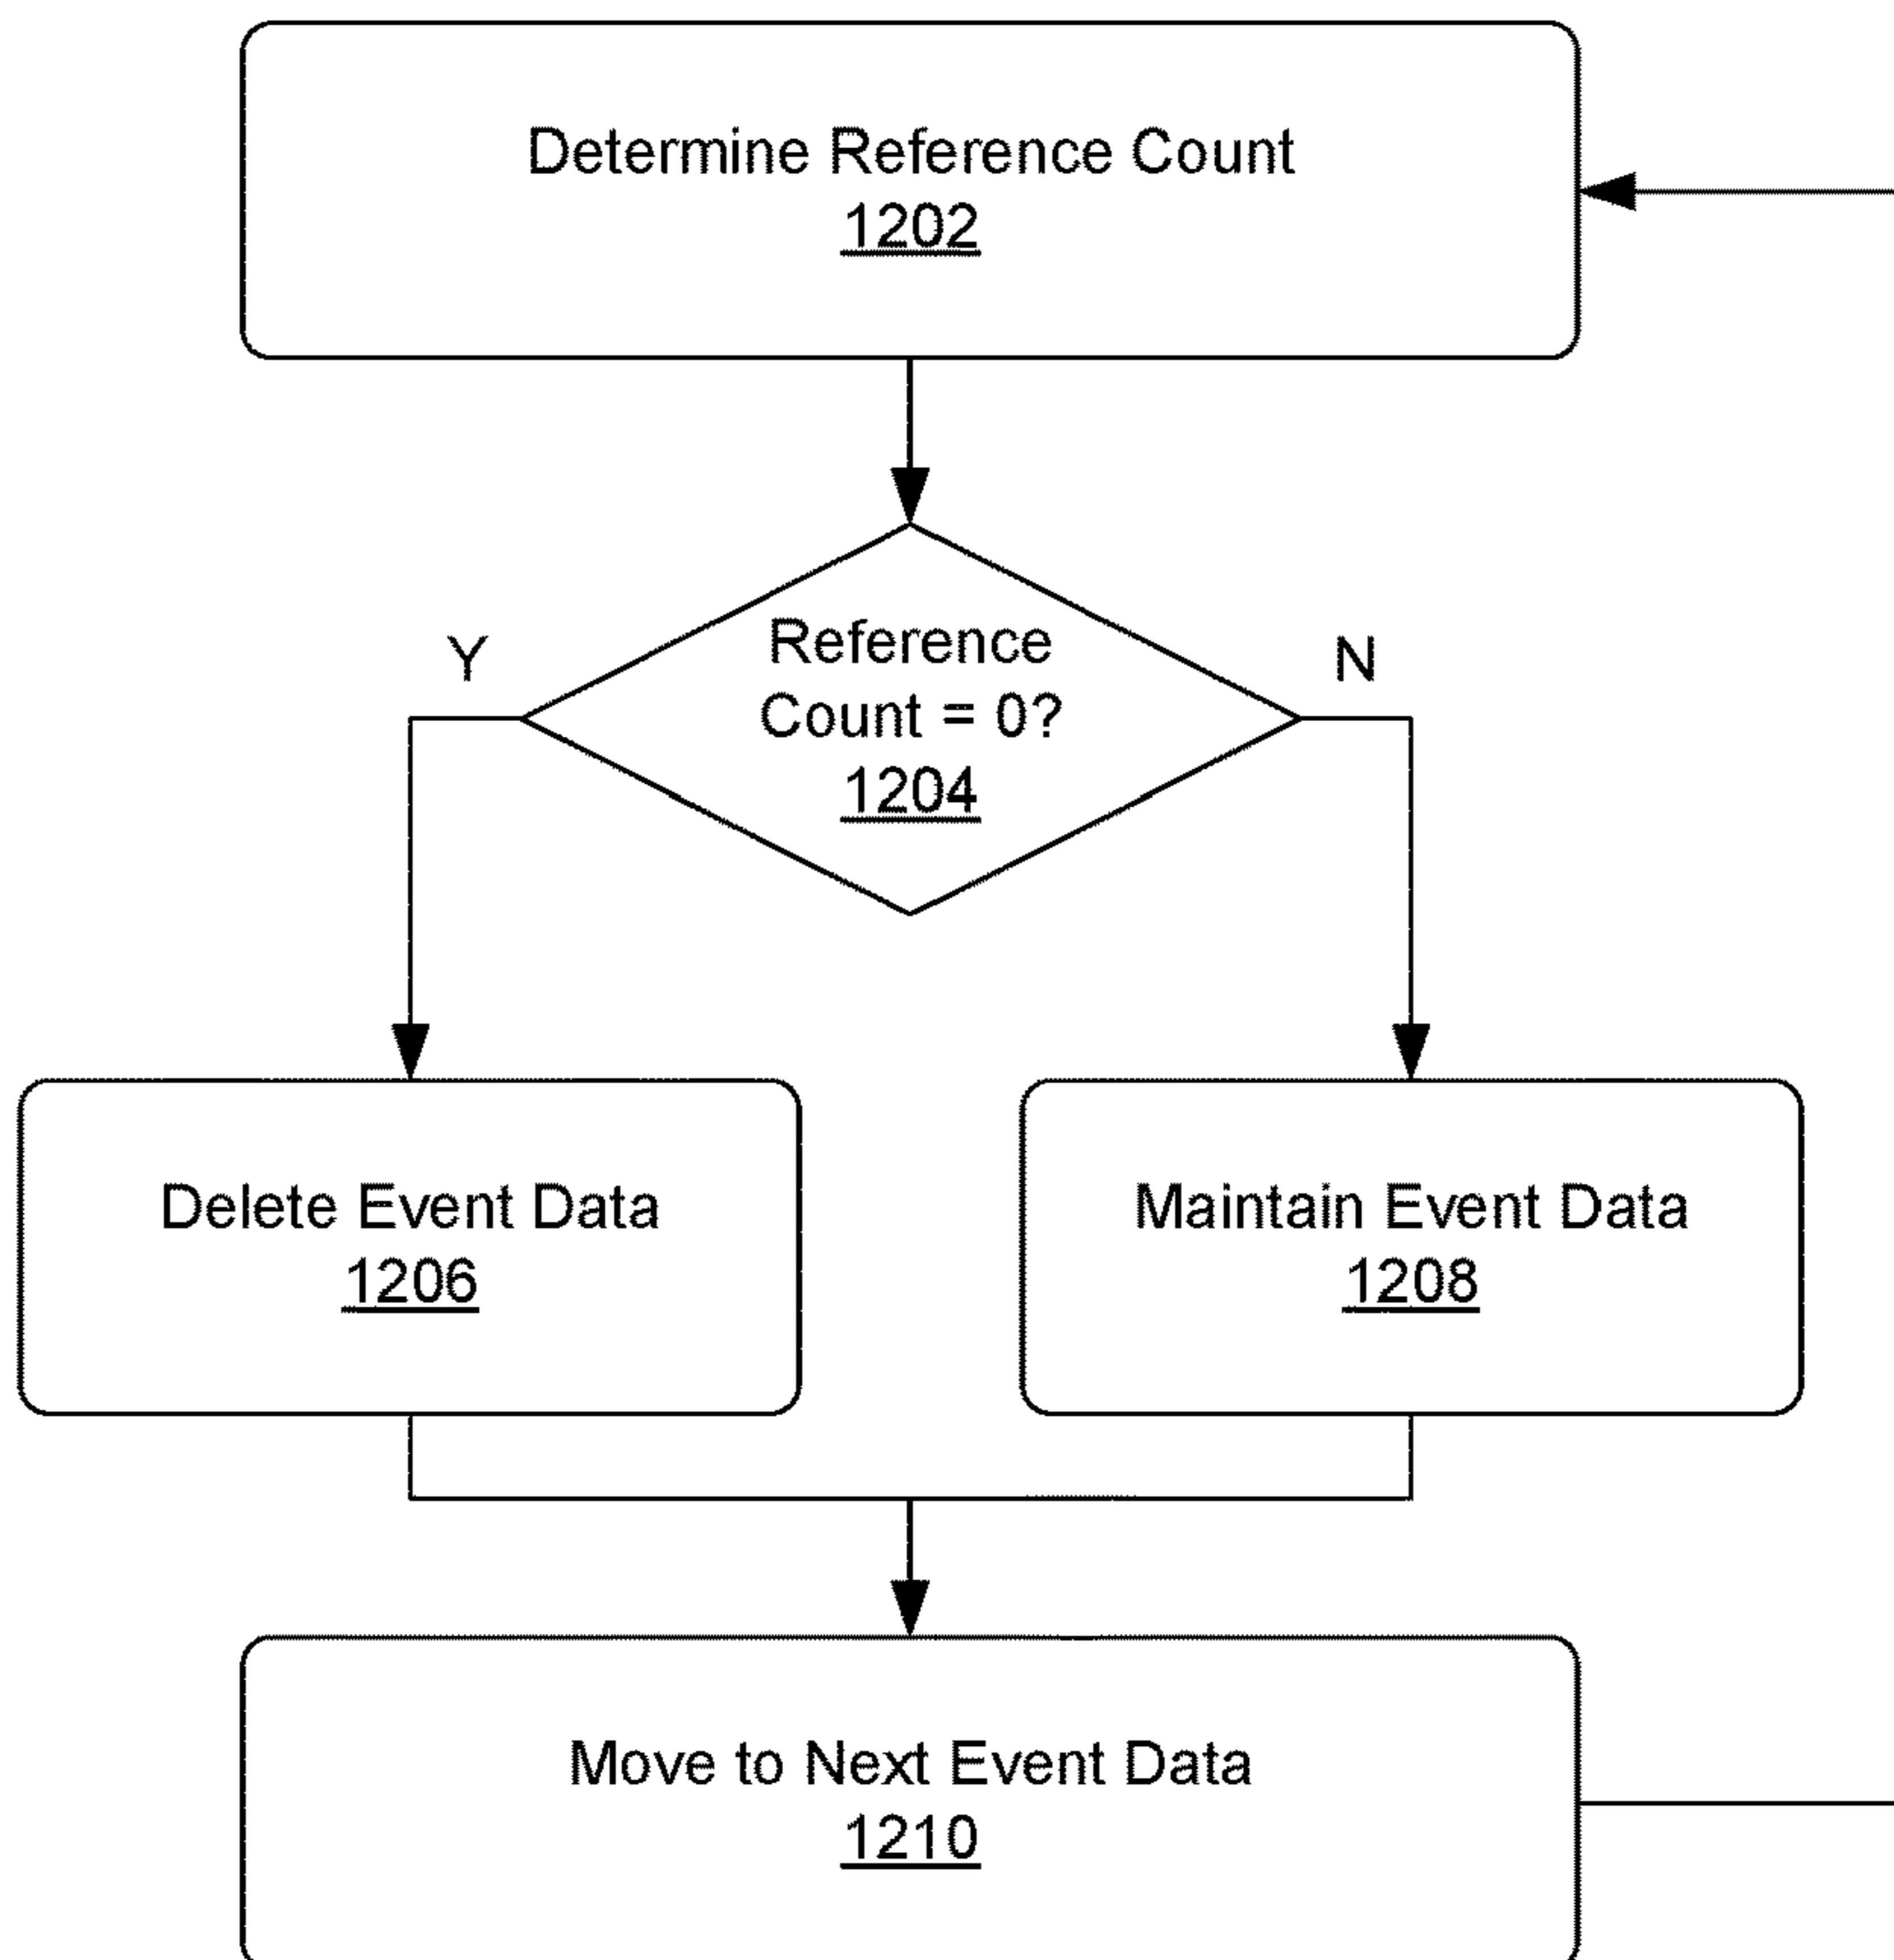 Determine Reference Count
1202
Reference
Count = 0?
1204
Y
N
Delete Event Data
1206
Maintain Event Data
1208
Move to Next Event Data
1210